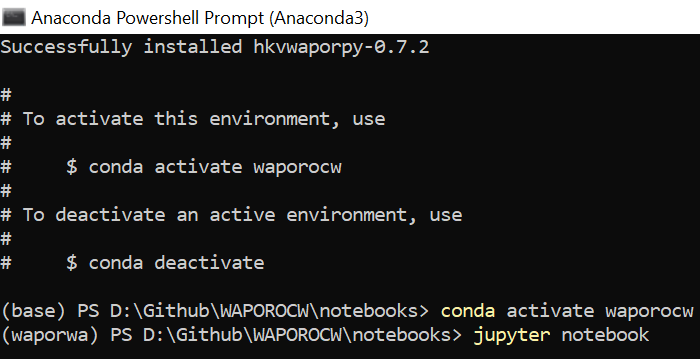 Anaconda Powershell Prompt (Anaconda3)
Successfully installed hkvwaporpy-0.7.2
#
# To activate this environment, use
#
#     $ conda activate waporocw
#
# To deactivate an active environment, use
#
#     $ conda deactivate
(base) PS D:\Github\WAPOROCW\notebooks> conda activate waporocw
(waporwa) PS D:\Github\WAPOROCW\notebooks> jupyter notebook